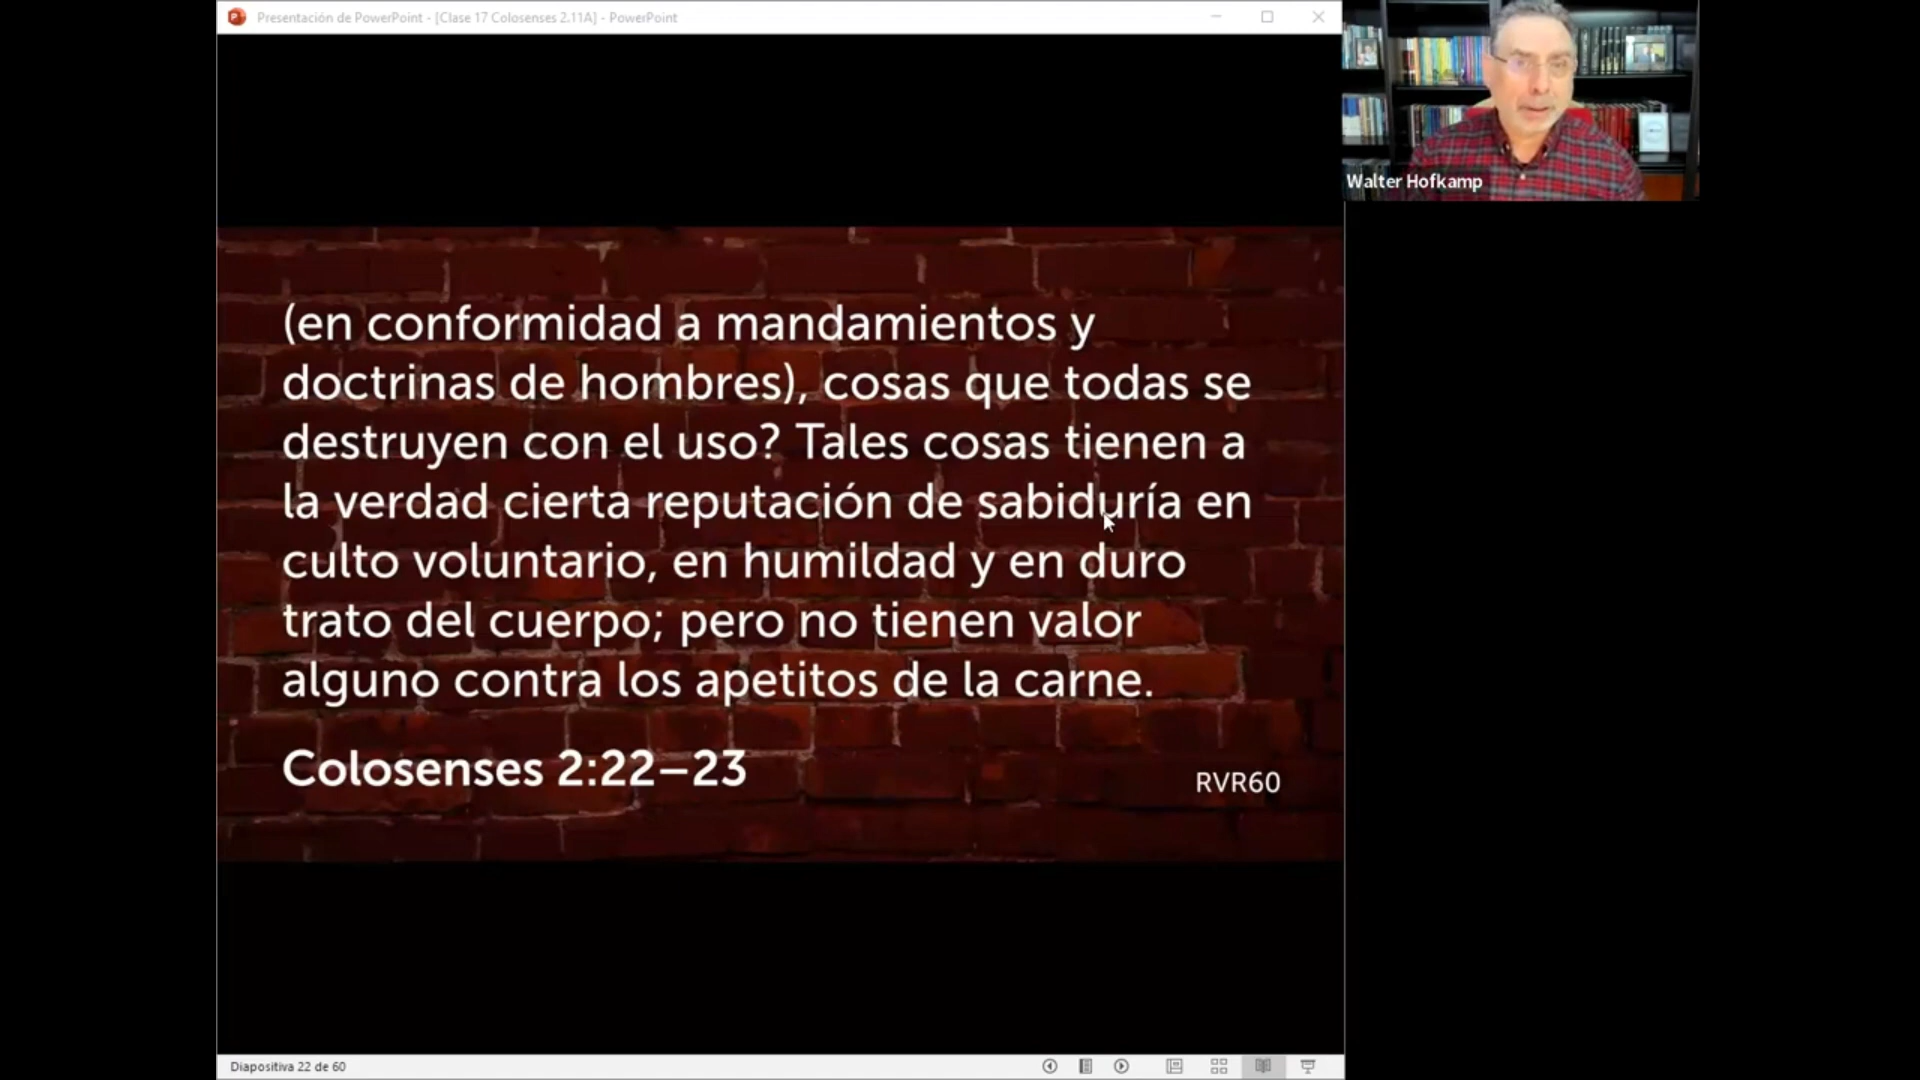 Presentación de PowerPoint - [Clase 17 Colosenses 2.11A] - PowerPoint
Walter Hofkamp
(en conformidad a mandamientos y
doctrinas de hombres), cosas que todas se
destruyen con el uso? Tales cosas tienen a
la verdad cierta reputación de sabiduría en
culto voluntario, en humildad y en duro
trato del cuerpo; pero no tienen valor
alguno contra los apetitos de la carne.
Colosenses 2:22–23
RVR60
Diapositiva 22 de 60